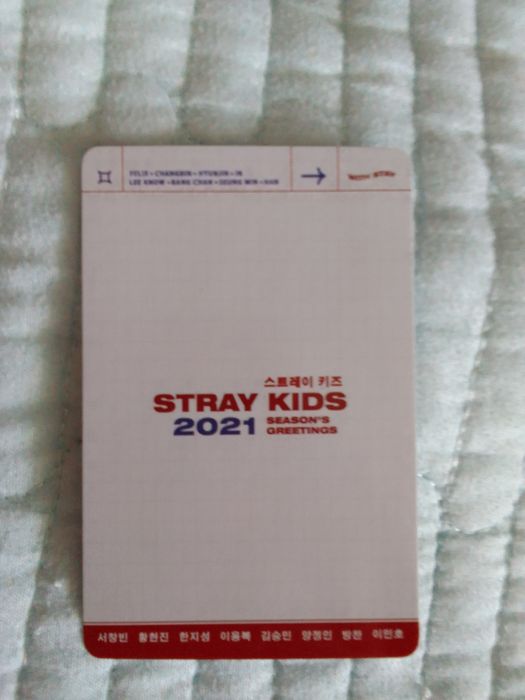 FELIX × CHANGBIN × HYUNJIN × IN
LEE KNOW × BANG CHAN × SEUNG MIN × HAN
스트레이 키즈
STRAY KIDS
2021 SEASON'S
GREETINGS
서창빈 황현진 한지성 이용복 김승민 양정인 방찬 이민호